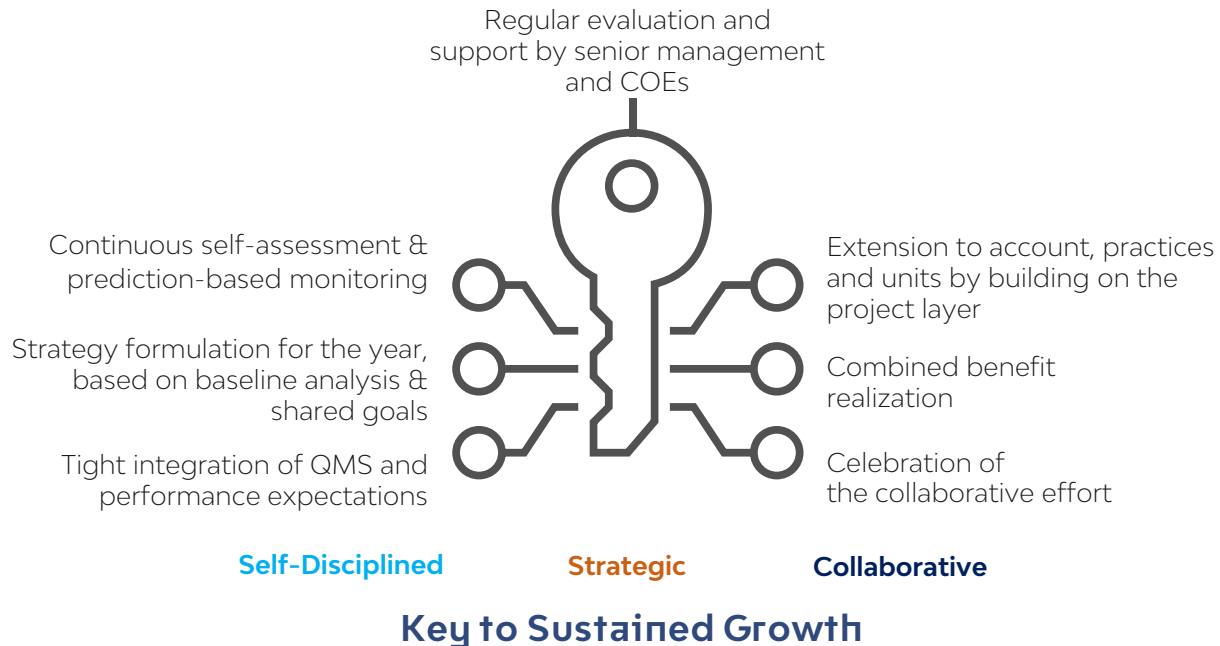 Regular evaluation and
support by senior management
and COEs
Continuous self-assessment &
prediction-based monitoring
Strategy formulation for the year,
based on baseline analysis &
shared goals
Tight integration of QMS and
performance expectations
Extension to account, practices
and units by building on the
project layer
Combined benefit
realization
Celebration of
the collaborative effort
Self-Disciplined
Strategic
Collaborative
Key to Sustained Growth